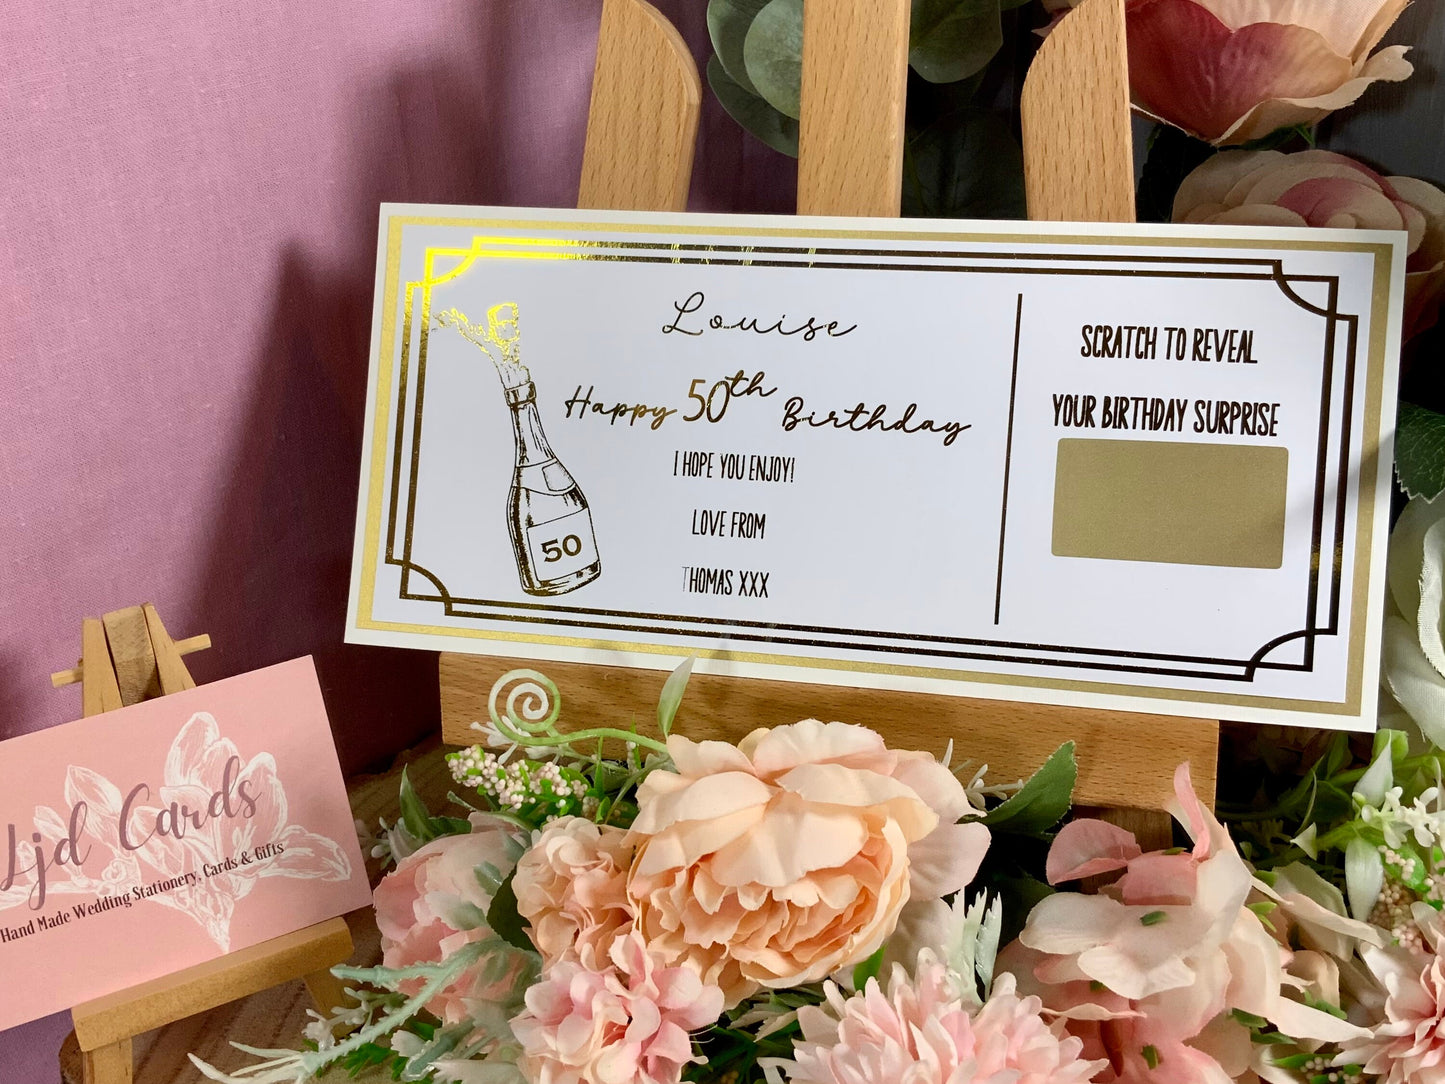 Louise
Happy 50th Birthday
I HOPE YOU ENJOY!
LOVE FROM
THOMAS XXX
50
SCRATCH TO REVEAL
YOUR BIRTHDAY SURPRISE
Ljd Cards
Hand Made Wedding Stationery, Cards & Gifts